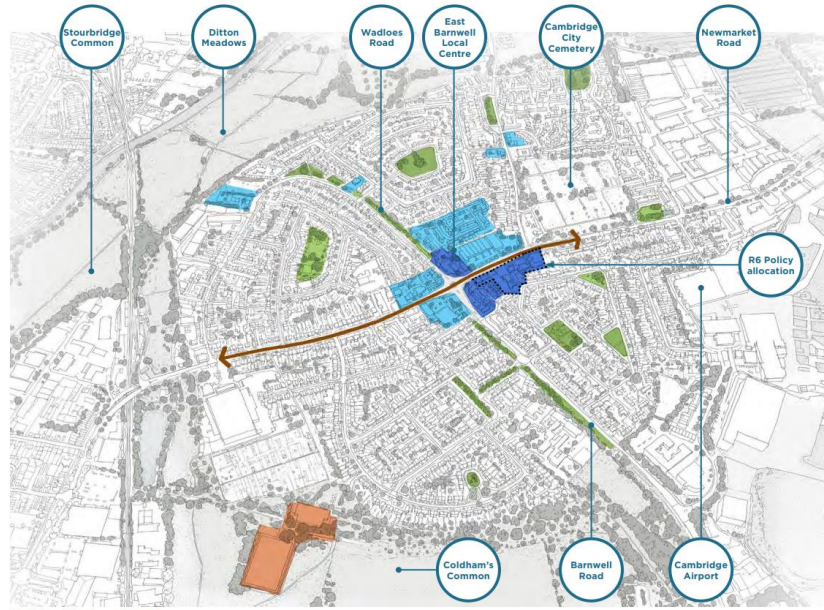 Stourbridge
Common
Ditton
Meadows
Wadloes
Road
East
Barnwell
Local
Centre
Cambridge
City
Cemetery
Newmarket
Road
R6 Policy
allocation
Coldham's
Common
Barnwell
Road
Cambridge
Airport